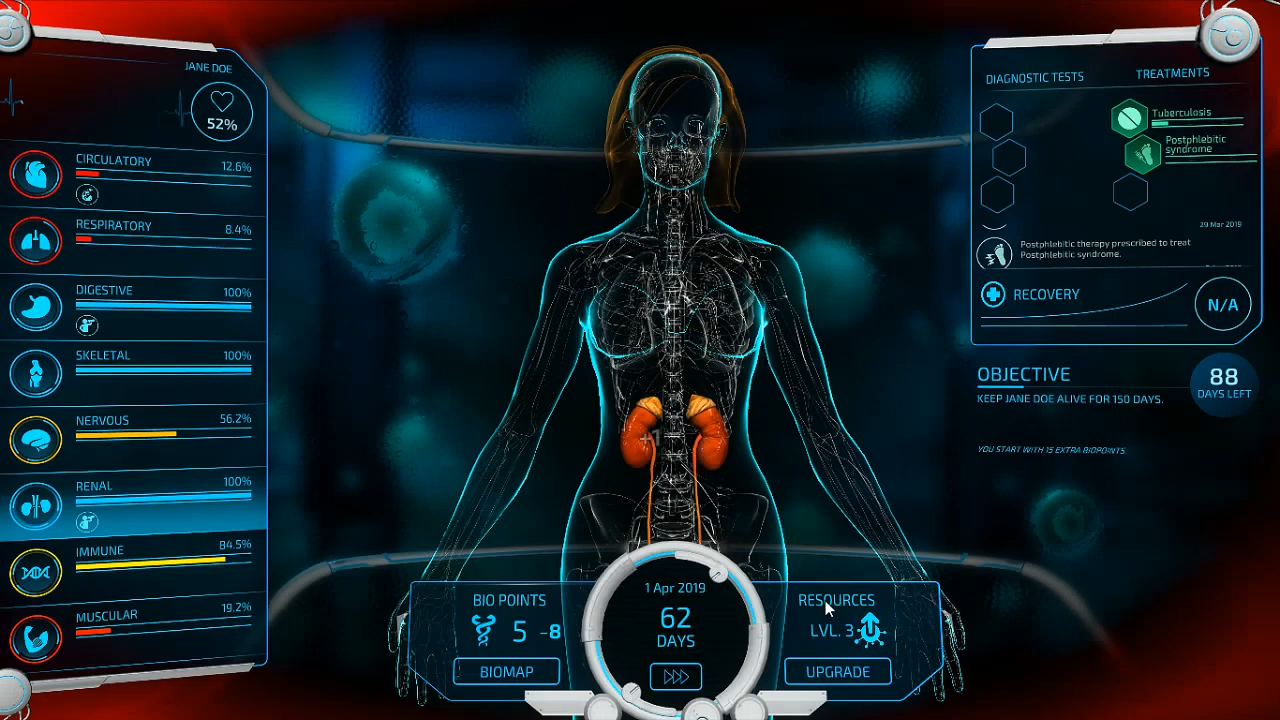 JANE DOE
52%
CIRCULATORY 12.6%
RESPIRATORY 8.4%
DIGESTIVE 100%
SKELETAL 100%
NERVOUS 56.2%
RENAL 100%
IMMUNE 84.5%
MUSCULAR 19.2%
+1
BIO POINTS
5 -8
BIOMAP
1 Apr 2019
62
DAYS
RESOURCES
LVL. 3
UPGRADE
DIAGNOSTIC TESTS TREATMENTS
Tuberculosis
Postphlebitic
syndrome
29 Mar 2019
Postphlebitic therapy prescribed to treat
Postphlebitic syndrome.
RECOVERY N/A
OBJECTIVE
KEEP JANE DOE ALIVE FOR 150 DAYS.
88
DAYS LEFT
YOU START WITH 15 EXTRA BIOPOINTS.